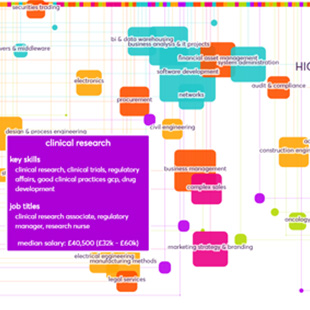 securities trading
bi & data warehousing
business analysis & it projects
vers & middleware
financial asset management
system administration
HI
software development
electronics
audit & compliance
networks
procurement
civil engineering
design & process engineering
clinical research
construction engin
key skills
clinical research, clinical trials, regulatory
affairs, good clinical practices gcp, drug
development
business management
complex sales
job titles
clinical research associate, regulatory
manager, research nurse
oncology
median salary: £40,500 (£32k - £60k)
marketing strategy & branding
electrical engineering
manufacturing methods
legal services